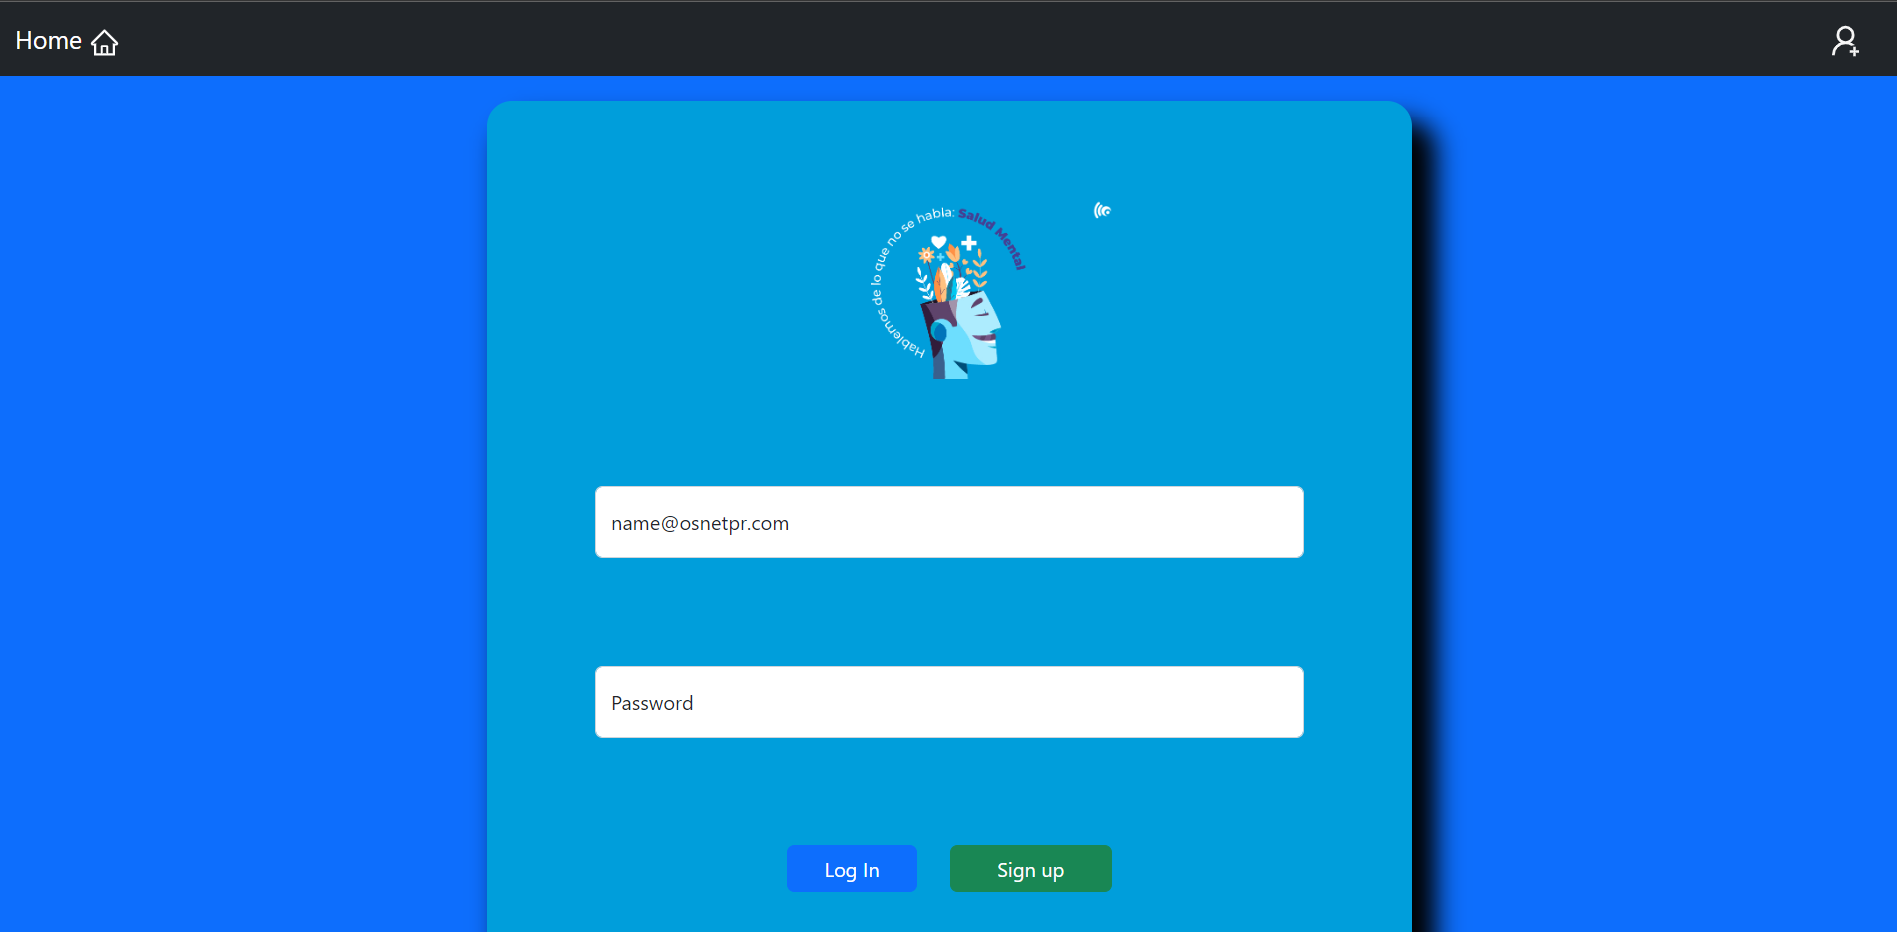 Home
Hablemos de lo que no se habla: Salud Mental
name@osnetpr.com
Password
Log In
Sign up